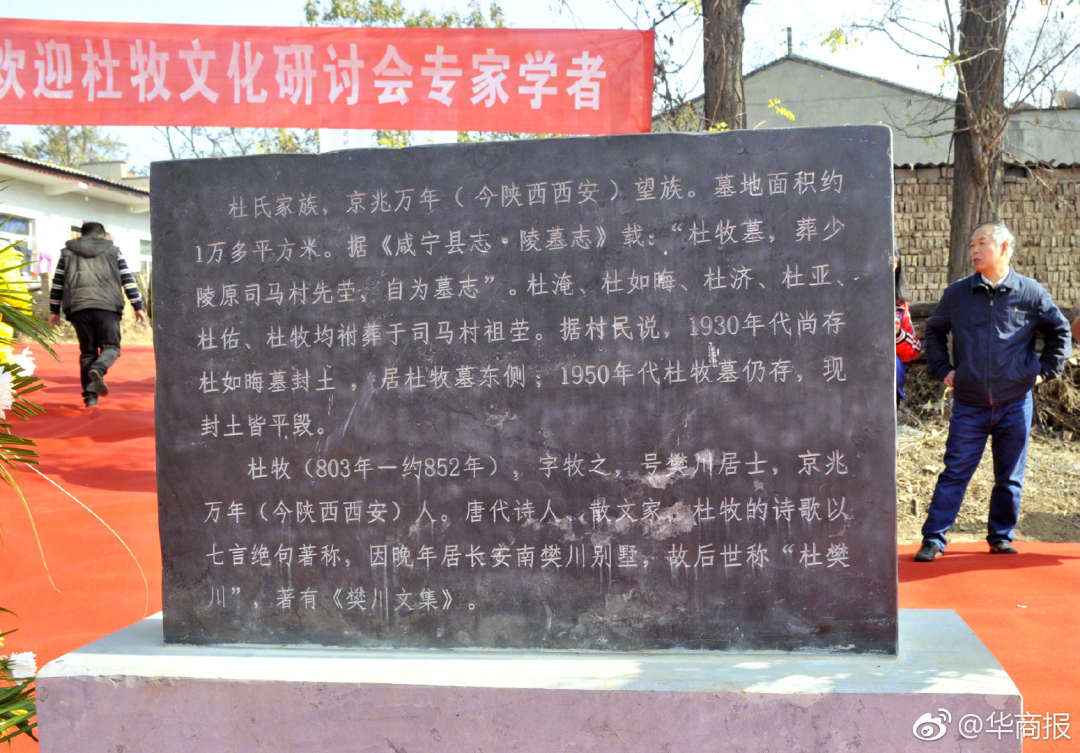 欢迎杜牧文化研讨会专家学者
杜氏家族，京兆万年（今陕西西安）望族。墓地面积约
1万多平方米。据《咸宁县志·陵墓志》载：“杜牧墓，葬少
陵原司马村先茔，自为墓志”。杜淹、杜如晦、杜济、杜亚、
杜佑、杜牧均祔葬于司马村祖茔。据村民说，1930年代尚存
杜如晦墓封土，居杜牧墓东侧；1950年代杜牧墓仍存，现
封土皆平毁。
杜牧（803年－约852年），字牧之，号樊川居士，京兆
万年（今陕西西安）人。唐代诗人、散文家。杜牧的诗歌以
七言绝句著称，因晚年居长安南樊川别墅，故后世称“杜樊
川”，著有《樊川文集》。
@华商报